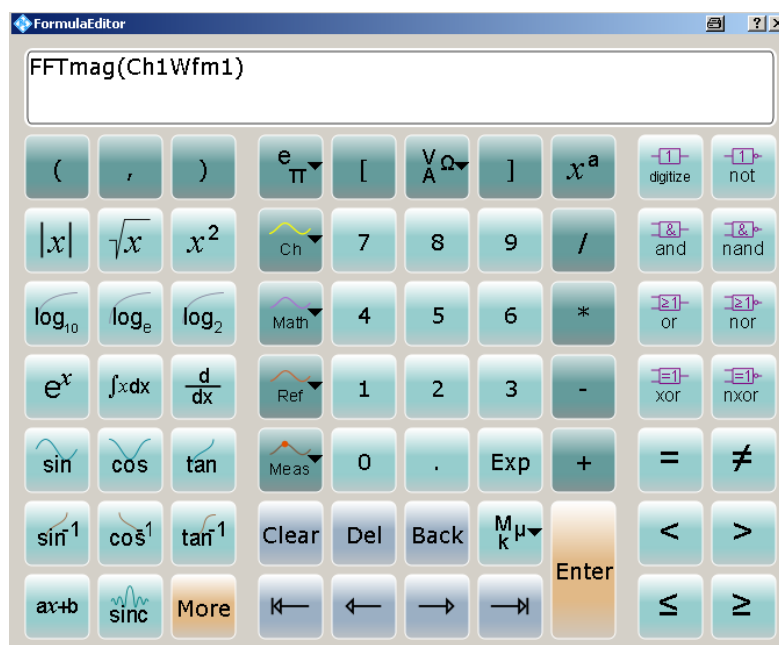 FormulaEditor
FFTmag(Ch1Wfm1)
( , ) e π [ V A Ω ] xᵃ digitize not
|x| √x x² Ch 7 8 9 / and nand
log₁₀ logₑ log₂ Math 4 5 6 * or nor
eˣ ∫xdx d/dx Ref 1 2 3 - xor nxor
sin cos tan Meas 0 . Exp + = ≠
sin⁻¹ cos⁻¹ tan⁻¹ Clear Del Back M k μ Enter < >
ax+b sinc More ≤ ≥